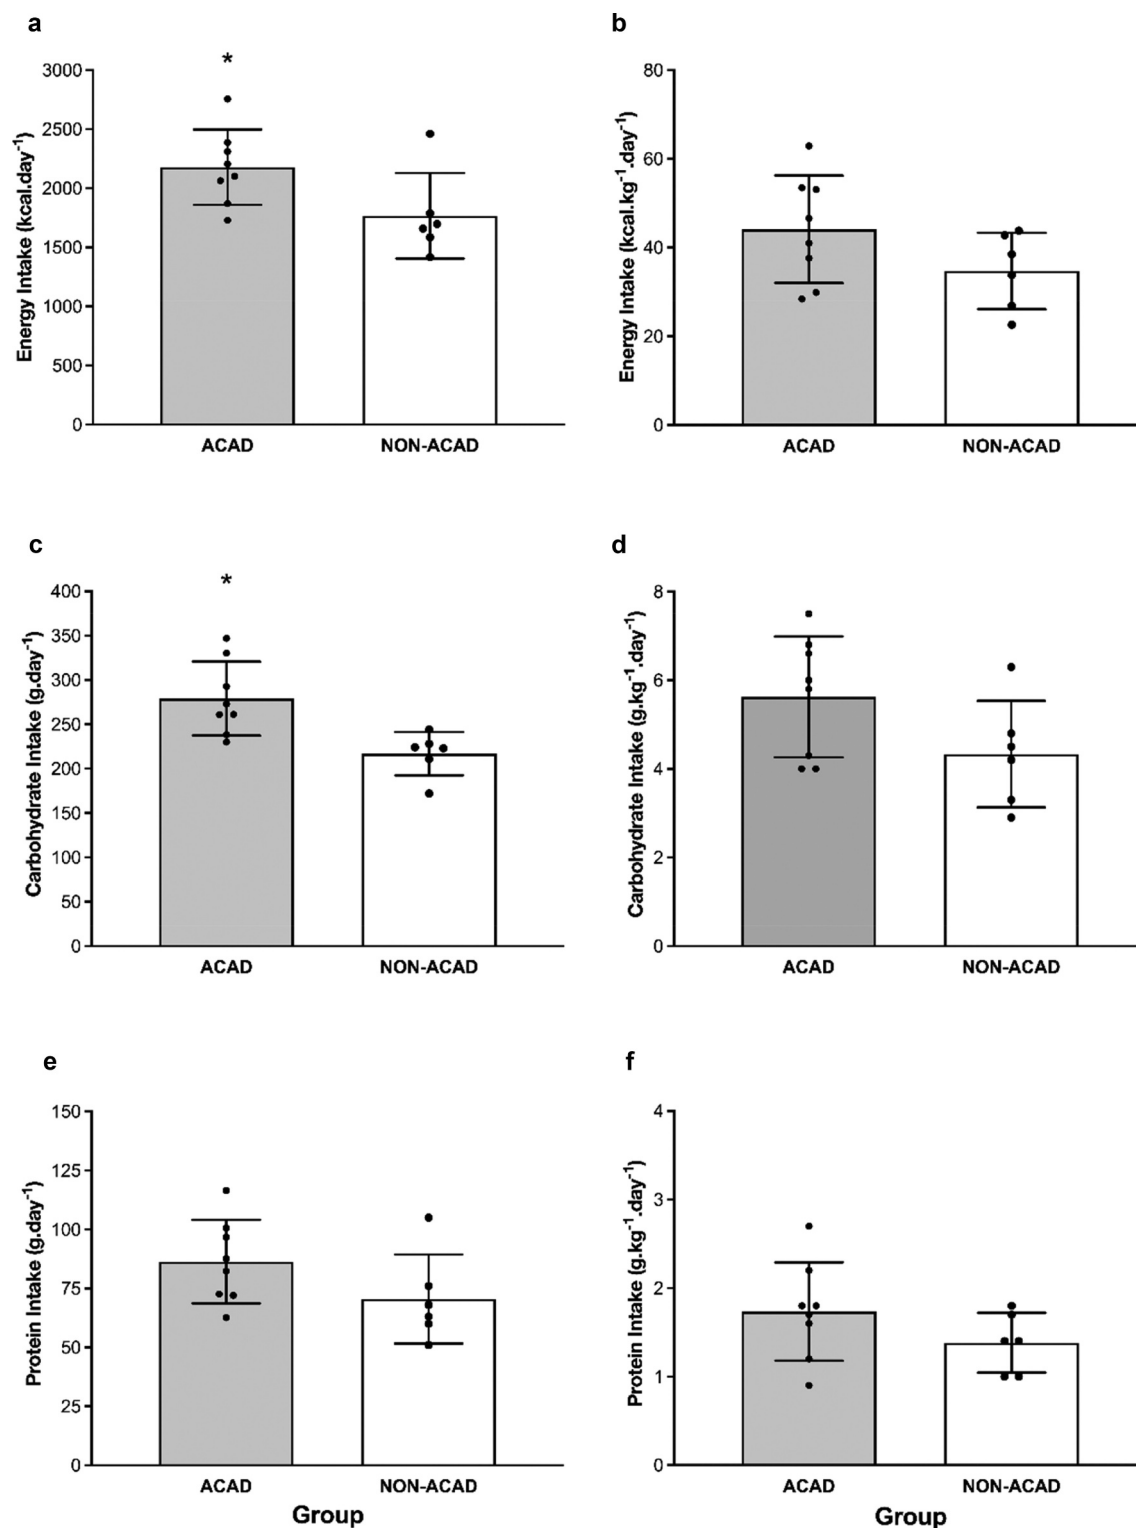 a
*
3000
2500
2000
1500
1000
500
0
Energy Intake (kcal.day⁻¹)
ACAD NON-ACAD
b
80
60
40
20
0
Energy Intake (kcal.kg⁻¹.day⁻¹)
ACAD NON-ACAD
c
*
400
350
300
250
200
150
100
50
0
Carbohydrate Intake (g.day⁻¹)
ACAD NON-ACAD
d
8
6
4
2
0
Carbohydrate Intake (g.kg⁻¹.day⁻¹)
ACAD NON-ACAD
e
150
125
100
75
50
25
0
Protein Intake (g.day⁻¹)
ACAD NON-ACAD
Group
f
4
3
2
1
0
Protein Intake (g.kg⁻¹.day⁻¹)
ACAD NON-ACAD
Group